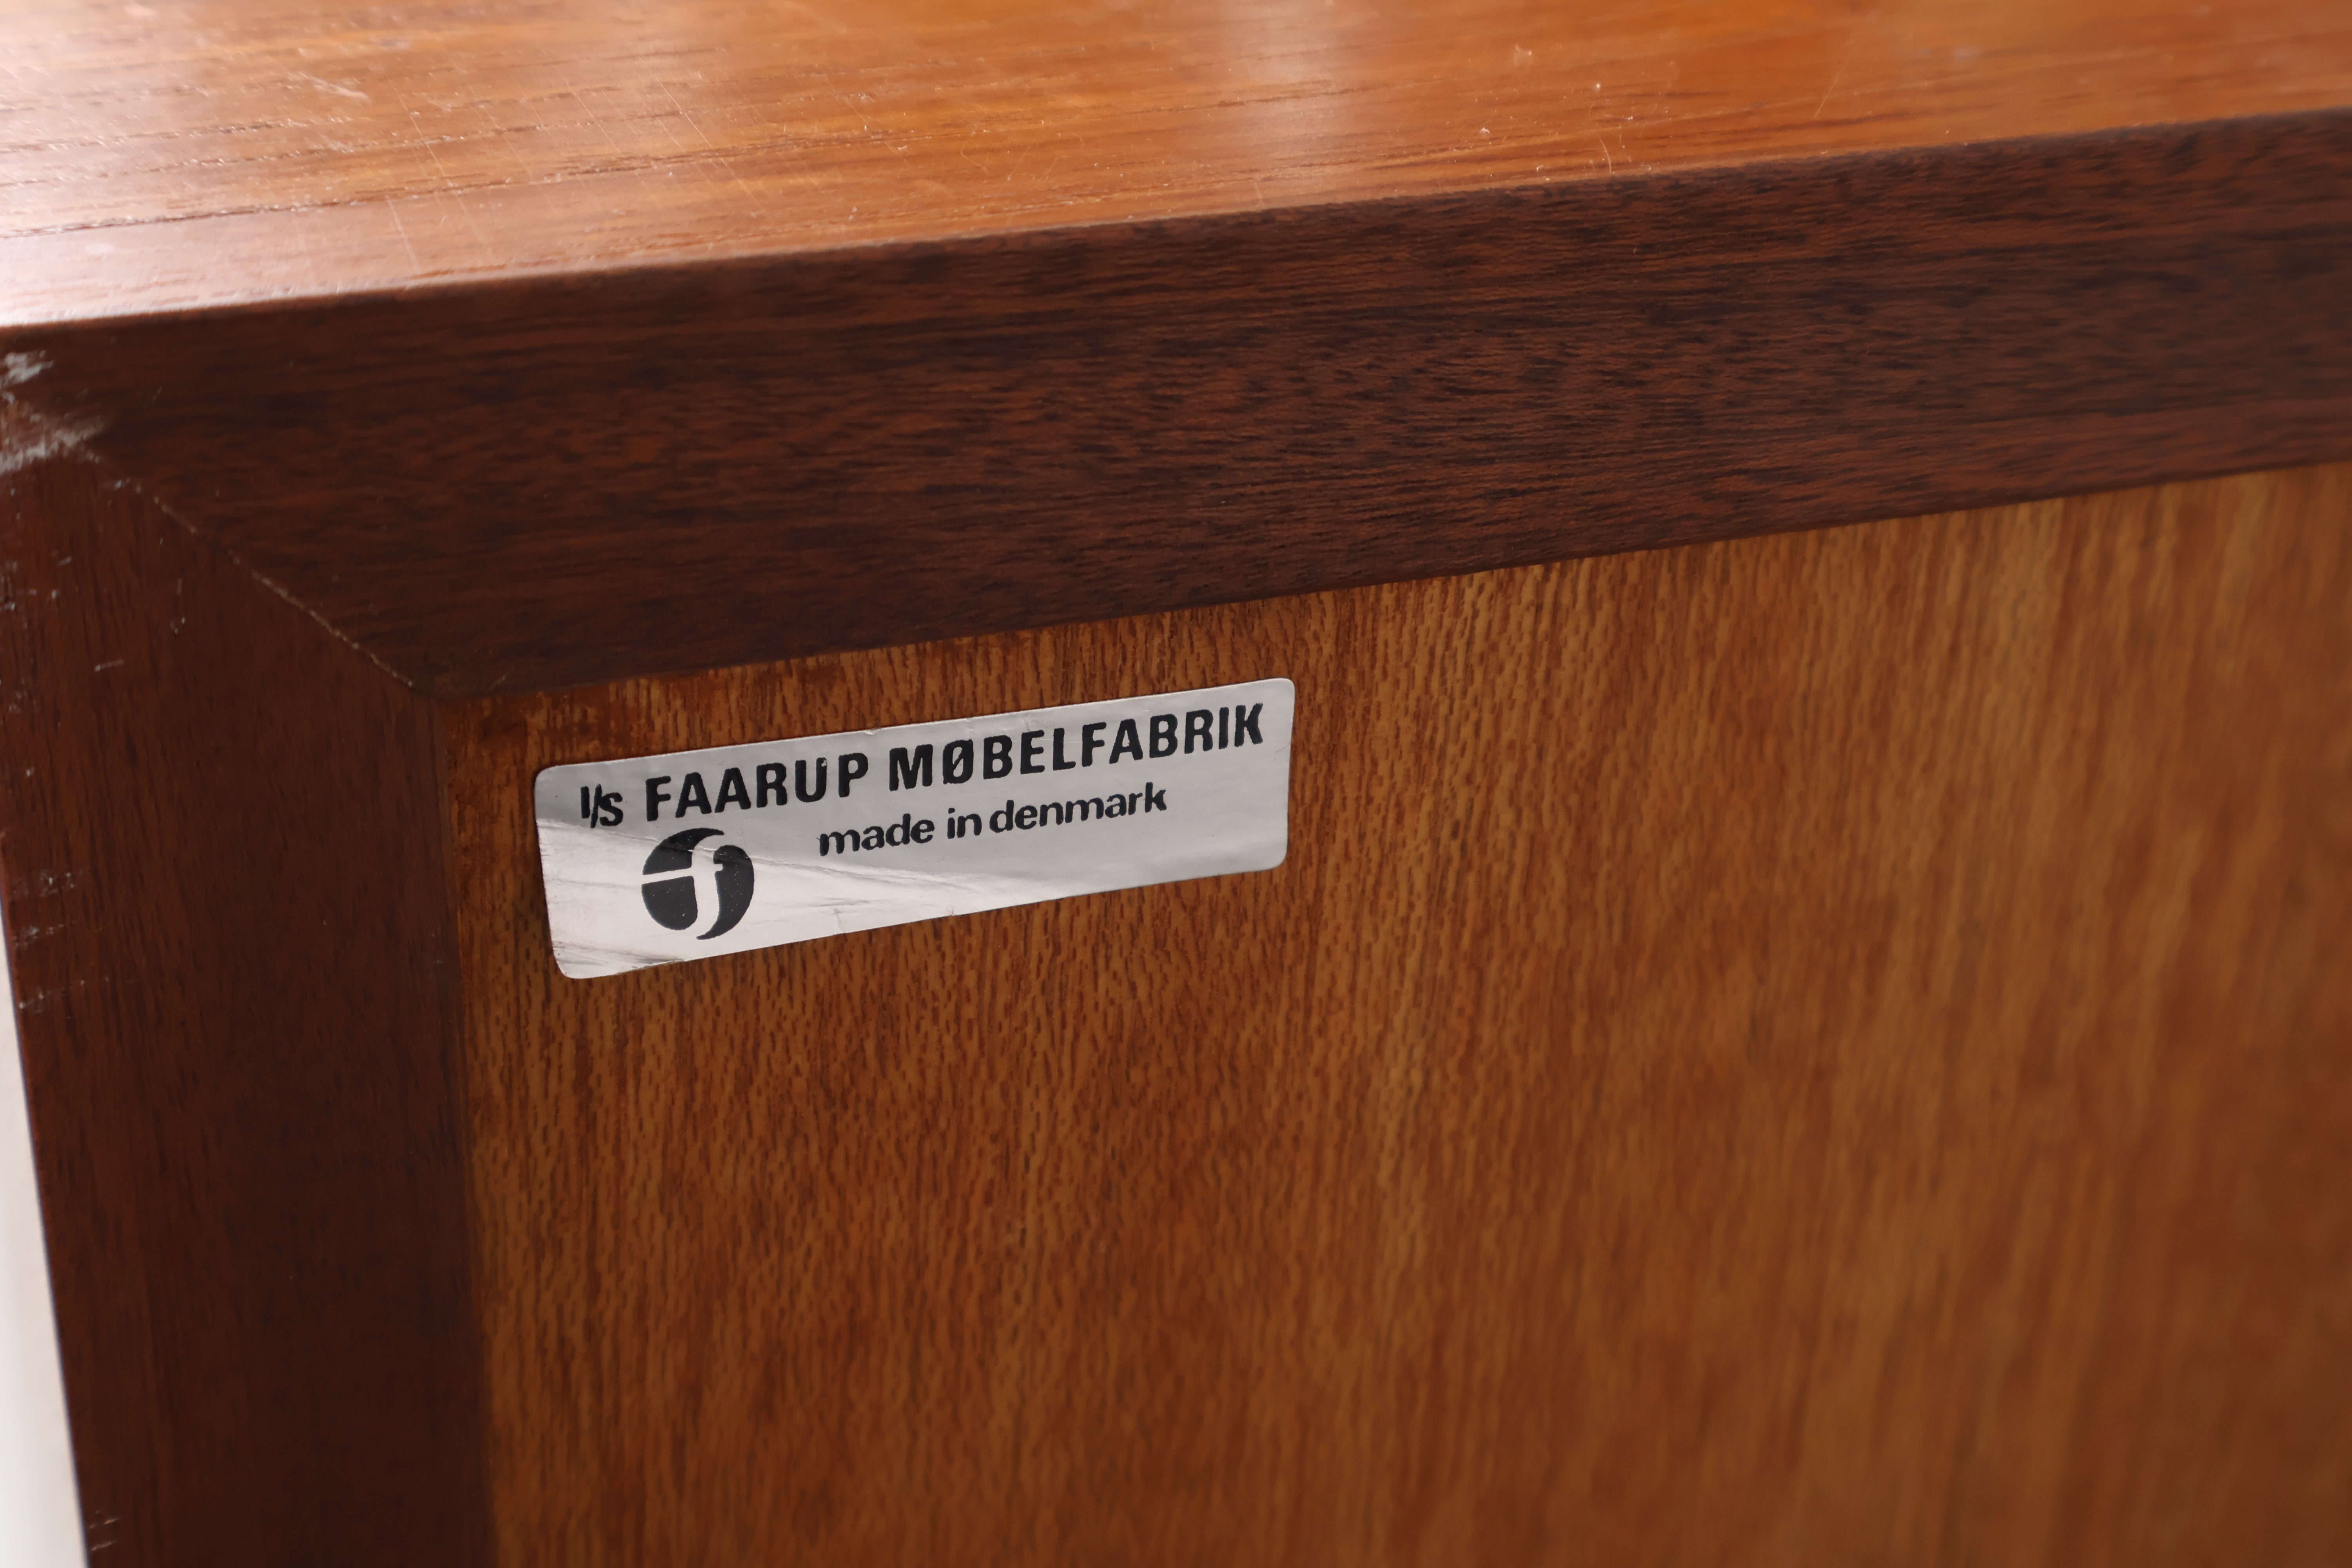 I/S FAARUP MØBELFABRIK
made in denmark
f